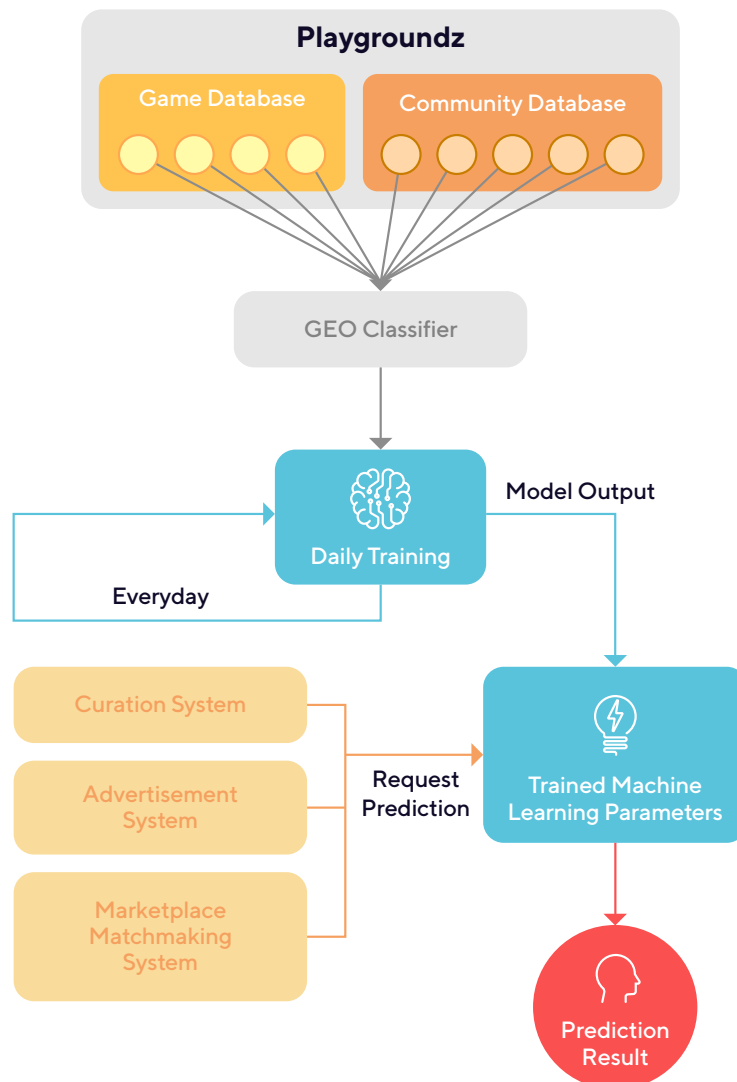 Playgroundz
Game Database
Community Database
GEO Classifier
Model Output
Daily Training
Everyday
Curation System
Request
Prediction
Advertisement
System
Trained Machine
Learning Parameters
Marketplace
Matchmaking
System
Prediction
Result